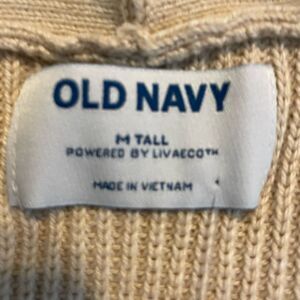 OLD NAVY
M TALL
POWERED BY LIVAECO™
MADE IN VIETNAM